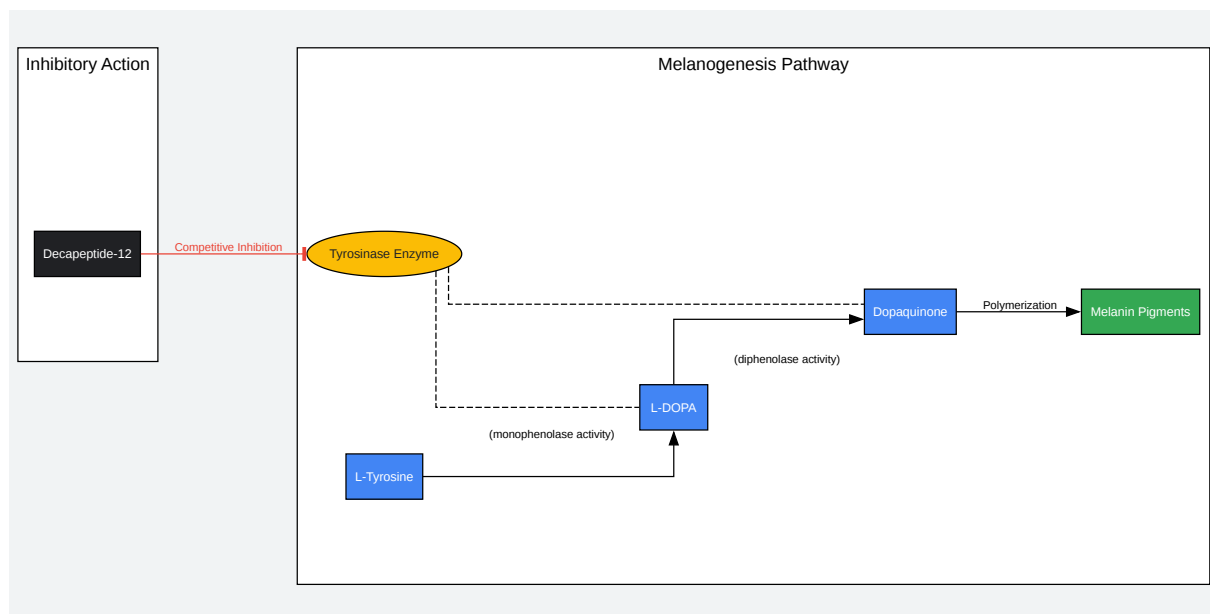 Inhibitory Action
Melanogenesis Pathway
Decapeptide-12
Competitive Inhibition
Tyrosinase Enzyme
Dopaquinone
Polymerization
Melanin Pigments
(diphenolase activity)
L-DOPA
(monophenolase activity)
L-Tyrosine